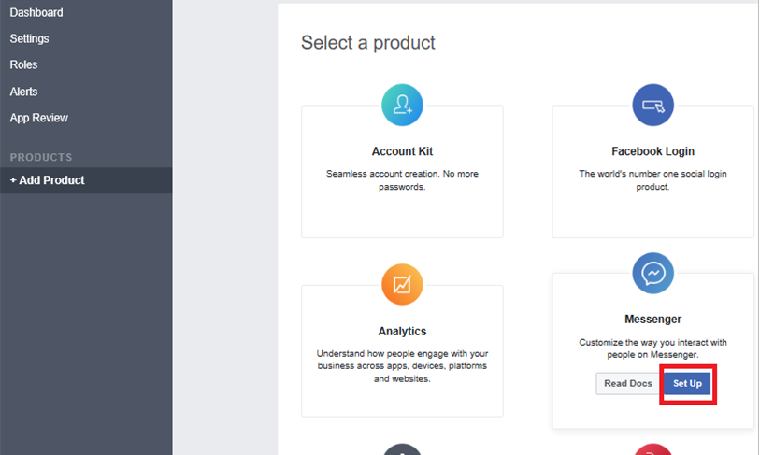 Dashboard
Settings
Roles
Alerts
App Review
PRODUCTS
+ Add Product
Select a product
Account Kit
Seamless account creation. No more
passwords.
Facebook Login
The world's number one social login
product.
Analytics
Understand how people engage with your
business across apps, devices, platforms
and websites.
Messenger
Customize the way you interact with
people on Messenger.
Read Docs
Set Up